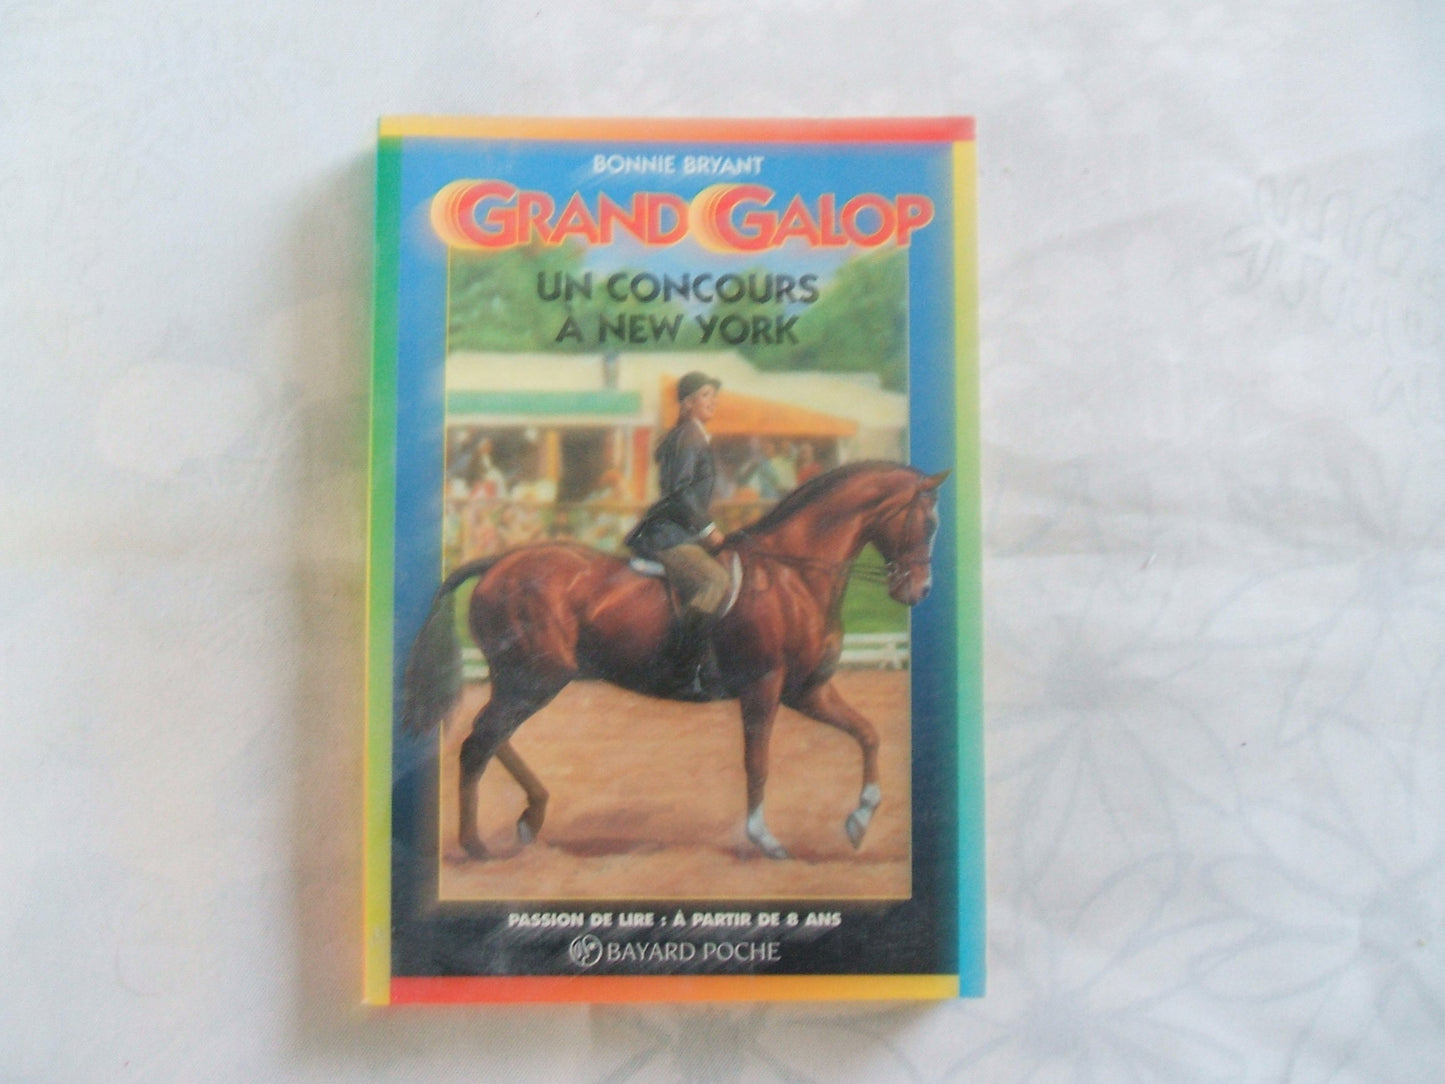 BONNIE BRYANT
GRAND GALOP
UN CONCOURS
À NEW YORK
PASSION DE LIRE : À PARTIR DE 8 ANS
BAYARD POCHE